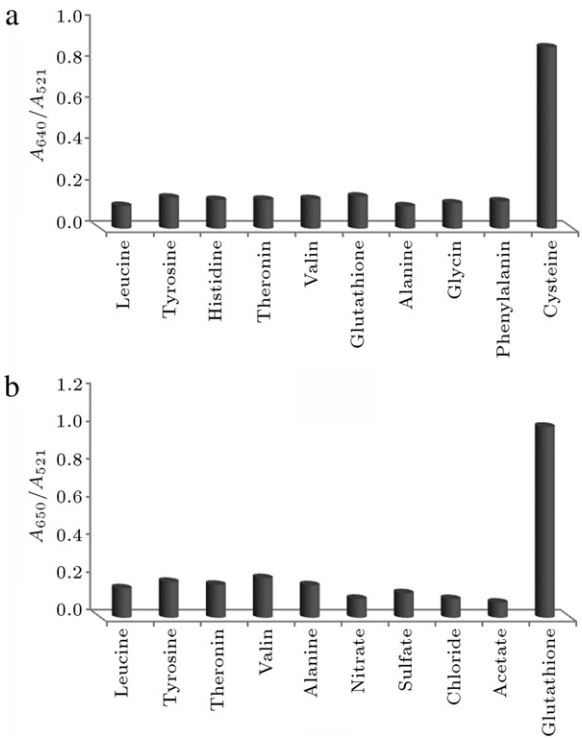 a
A640/A521
1.0
0.8
0.6
0.4
0.2
0.0
Leucine
Tyrosine
Histidine
Theronin
Valin
Glutathione
Alanine
Glycin
Phenylalanin
Cysteine
b
A650/A521
1.2
1.0
0.8
0.6
0.4
0.2
0.0
Leucine
Tyrosine
Theronin
Valin
Alanine
Nitrate
Sulfate
Chloride
Acetate
Glutathione